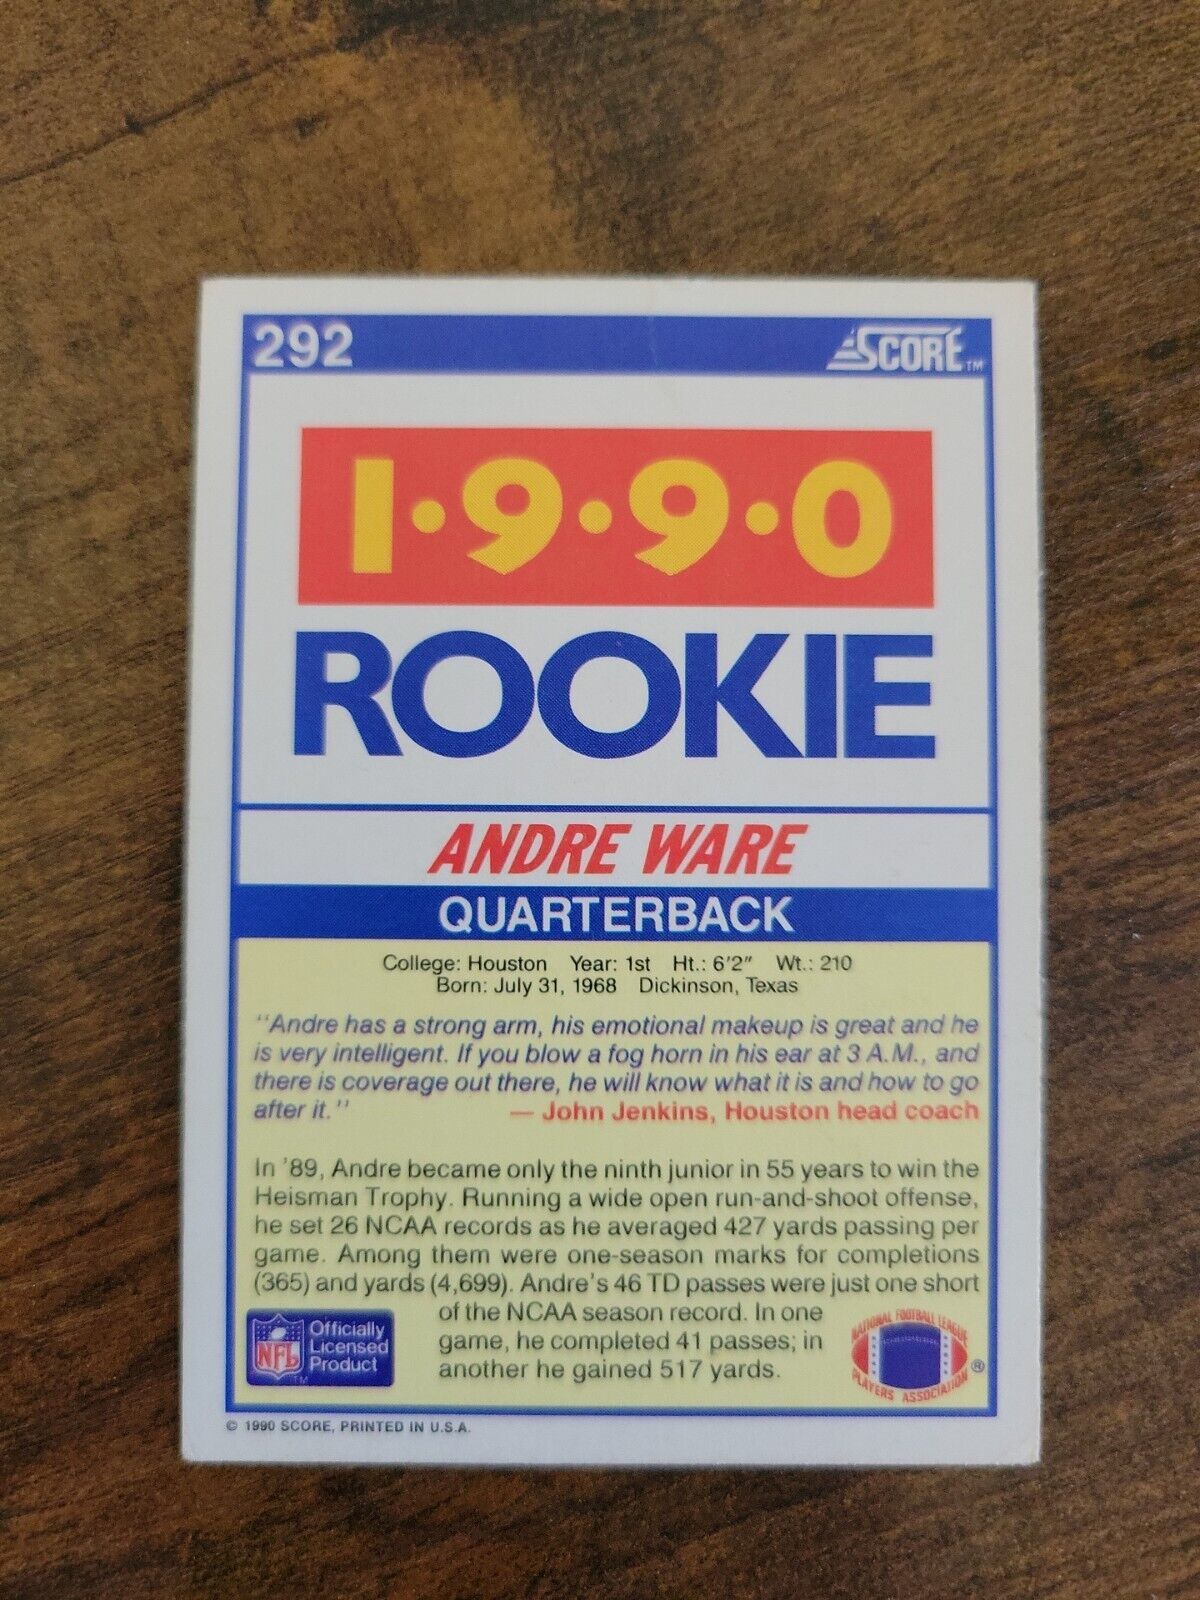 292
SCORE™
1·9·9·0
ROOKIE
ANDRE WARE
QUARTERBACK
College: Houston Year: 1st Ht.: 6'2" Wt.: 210
Born: July 31, 1968 Dickinson, Texas
"Andre has a strong arm, his emotional makeup is great and he
is very intelligent. If you blow a fog horn in his ear at 3 A.M., and
there is coverage out there, he will know what it is and how to go
after it." — John Jenkins, Houston head coach
In '89, Andre became only the ninth junior in 55 years to win the
Heisman Trophy. Running a wide open run-and-shoot offense,
he set 26 NCAA records as he averaged 427 yards passing per
game. Among them were one-season marks for completions
(365) and yards (4,699). Andre's 46 TD passes were just one short
of the NCAA season record. In one
game, he completed 41 passes; in
another he gained 517 yards.
NFL™
Officially
Licensed
Product
NATIONAL FOOTBALL LEAGUE
PLAYERS ASSOCIATION®
© 1990 SCORE, PRINTED IN U.S.A.